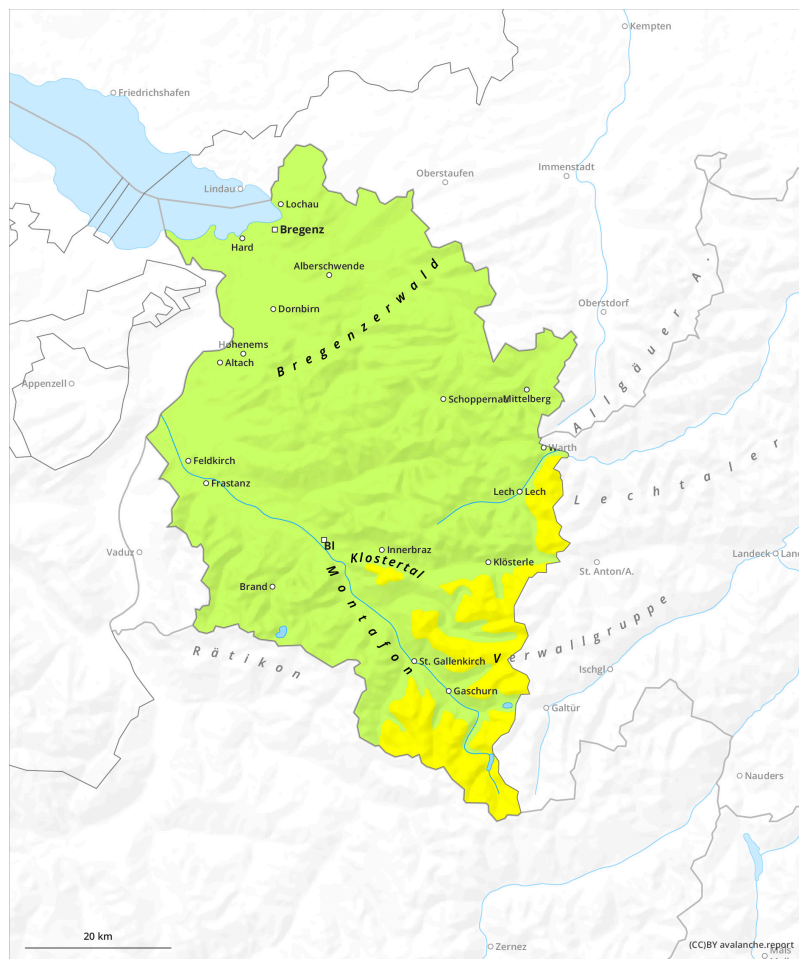 Kempten
Friedrichshafen
Immenstadt
Oberstaufen
Lindau
Lochau
Bregenz
Hard
Alberschwende
Bregenzerwald
Allgäuer A.
Oberstdorf
Dornbirn
Hohenems
Altach
Appenzell
Schoppernau
Mittelberg
Warth
Feldkirch
Frastanz
Lech
Lech
Lechtaler
Vaduz
Bl
Innerbraz
Klostertal
Klösterle
St. Anton/A.
Landeck
Brand
Montafon
Verwallgruppe
Rätikon
St. Gallenkirch
Ischgl
Gaschurn
Galtür
Nauders
20 km
Zernez
(CC)BY avalanche.report